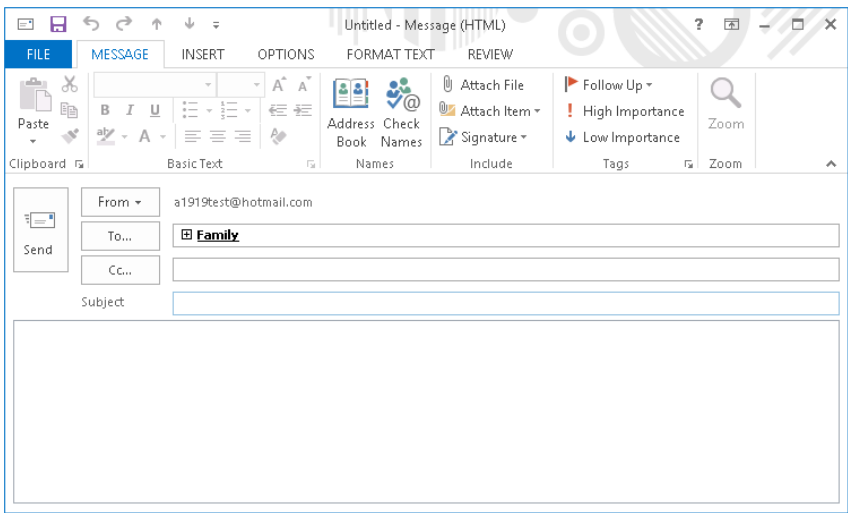 Untitled - Message (HTML)
FILE MESSAGE INSERT OPTIONS FORMAT TEXT REVIEW
Paste
Clipboard
B I U
aby A
A A
Basic Text
Address Book
Check Names
Names
Attach File
Attach Item
Signature
Include
Follow Up
High Importance
Low Importance
Tags
Zoom
Zoom
Send
From a1919test@hotmail.com
To... Family
Cc...
Subject